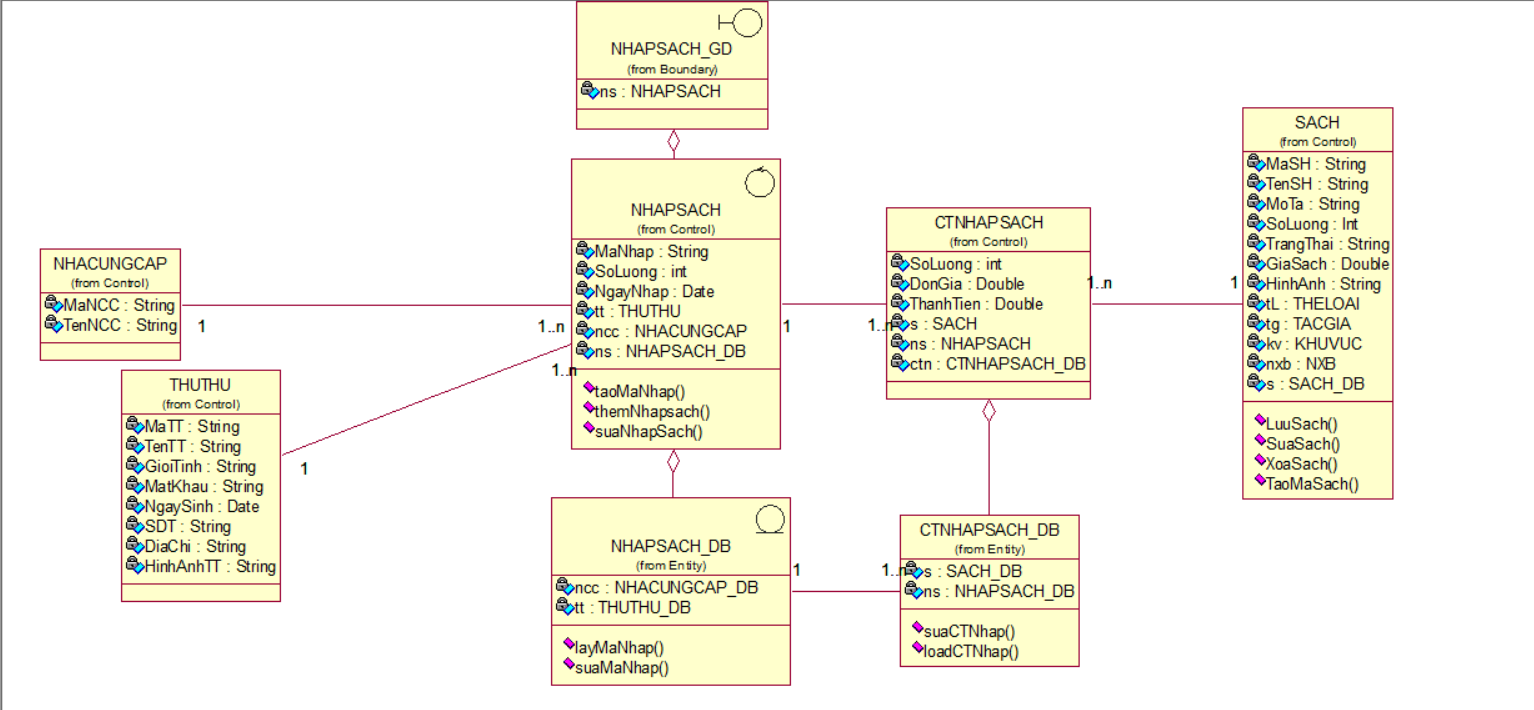 NHAPSACH_GD
(from Boundary)
ns : NHAPSACH
NHAPSACH
(from Control)
MaNhap : String
SoLuong : int
NgayNhap : Date
tt : THUTHU
ncc : NHACUNGCAP
ns : NHAPSACH_DB
taoMaNhap()
themNhapsach()
suaNhapSach()
NHACUNGCAP
(from Control)
MaNCC : String
TenNCC : String
1
1..n
THUTHU
(from Control)
MaTT : String
TenTT : String
GioiTinh : String
MatKhau : String
NgaySinh : Date
SDT : String
DiaChi : String
HinhAnhTT : String
1
1..n
CTNHAPSACH
(from Control)
SoLuong : int
DonGia : Double
ThanhTien : Double
s : SACH
ns : NHAPSACH
ctn : CTNHAPSACH_DB
1
1..n
1..n
1
SACH
(from Control)
MaSH : String
TenSH : String
MoTa : String
SoLuong : Int
TrangThai : String
GiaSach : Double
HinhAnh : String
tL : THELOAI
tg : TACGIA
kv : KHUVUC
nxb : NXB
s : SACH_DB
LuuSach()
SuaSach()
XoaSach()
TaoMaSach()
NHAPSACH_DB
(from Entity)
ncc : NHACUNGCAP_DB
tt : THUTHU_DB
layMaNhap()
suaMaNhap()
1
1..n
CTNHAPSACH_DB
(from Entity)
s : SACH_DB
ns : NHAPSACH_DB
suaCTNhap()
loadCTNhap()